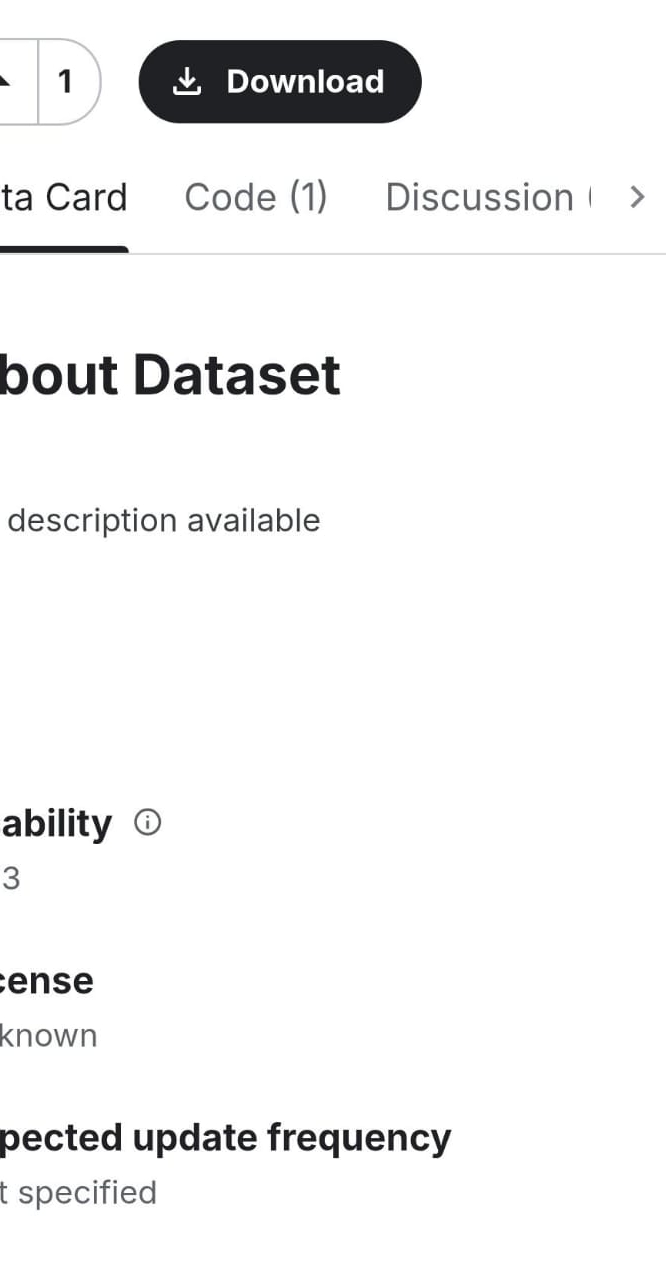 1 Download
ta Card Code (1) Discussion (
bout Dataset
description available
ability
3
cense
known
pected update frequency
t specified